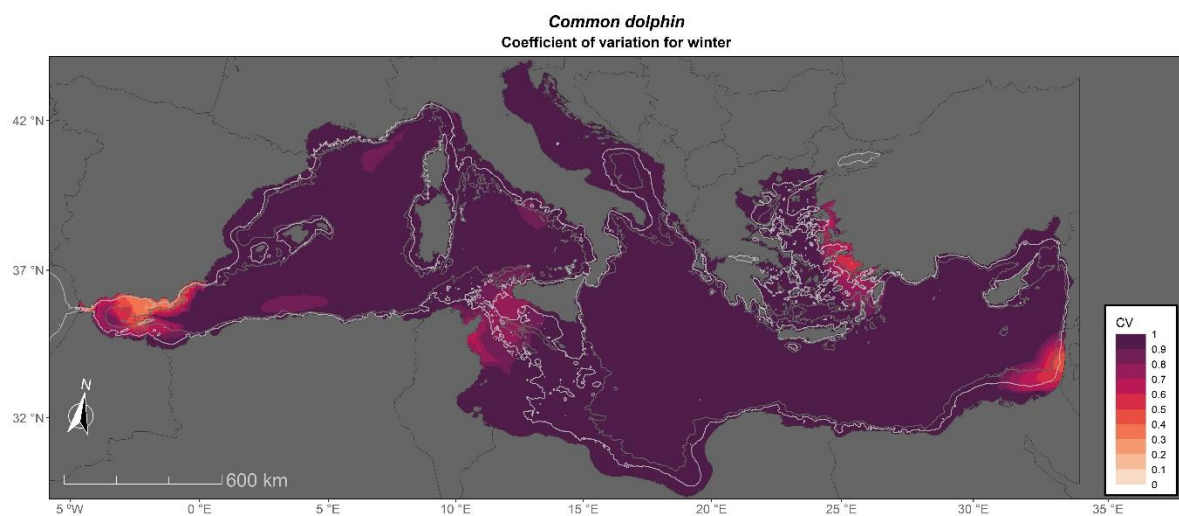 Common dolphin
Coefficient of variation for winter
42 °N
37 °N
32 °N
N
600 km
CV
1
0.9
0.8
0.7
0.6
0.5
0.4
0.3
0.2
0.1
0
5 °W
0 °E
5 °E
10 °E
15 °E
20 °E
25 °E
30 °E
35 °E